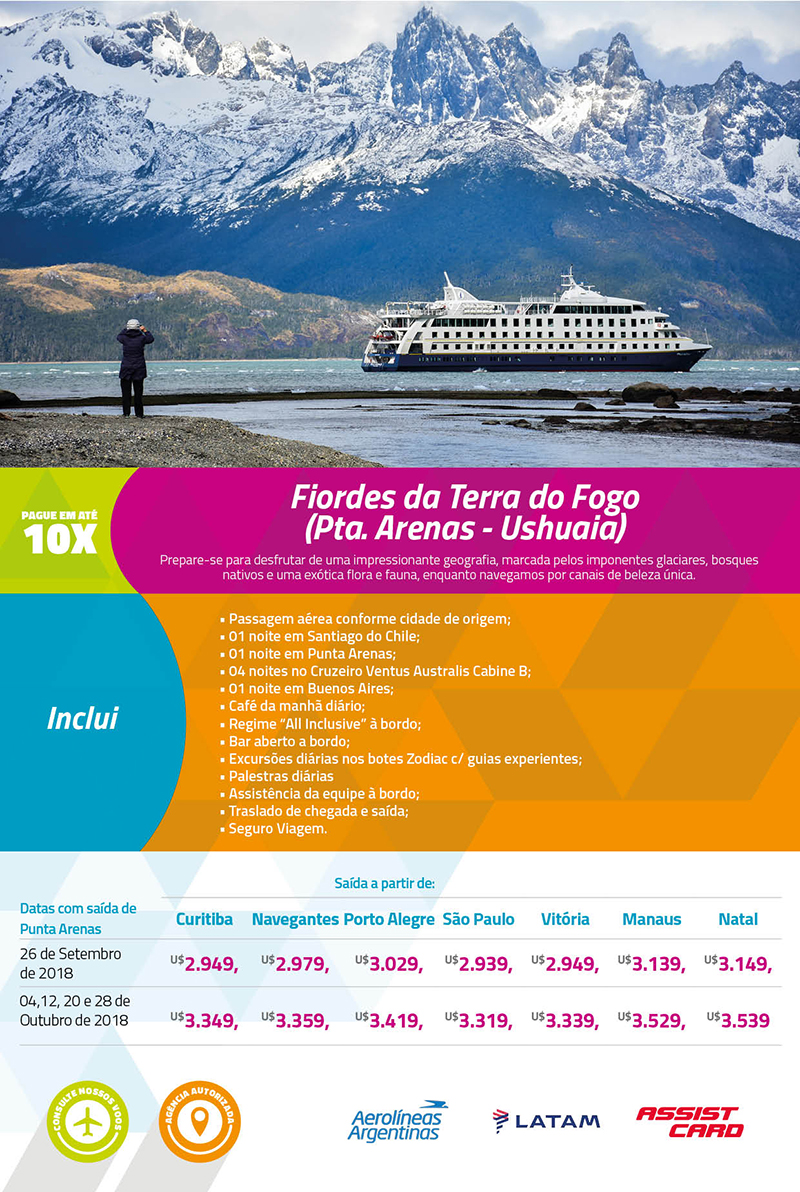 PAGUE EM ATÉ
10X
Fiordes da Terra do Fogo
(Pta. Arenas - Ushuaia)
Prepare-se para desfrutar de uma impressionante geografia, marcada pelos imponentes glaciares, bosques
nativos e uma exótica flora e fauna, enquanto navegamos por canais de beleza única.
Inclui
• Passagem aérea conforme cidade de origem;
• 01 noite em Santiago do Chile;
• 01 noite em Punta Arenas;
• 04 noites no Cruzeiro Ventus Australis Cabine B;
• 01 noite em Buenos Aires;
• Café da manhã diário;
• Regime “All Inclusive” à bordo;
• Bar aberto a bordo;
• Excursões diárias nos botes Zodiac c/ guias experientes;
• Palestras diárias
• Assistência da equipe à bordo;
• Traslado de chegada e saída;
• Seguro Viagem.
Saída a partir de:
Datas com saída de
Punta Arenas
Curitiba Navegantes Porto Alegre São Paulo Vitória Manaus Natal
26 de Setembro
de 2018
U$2.949, U$2.979, U$3.029, U$2.939, U$2.949, U$3.139, U$3.149,
04,12, 20 e 28 de
Outubro de 2018
U$3.349, U$3.359, U$3.419, U$3.319, U$3.339, U$3.529, U$3.539
CONSULTE NOSSOS VOOS
AGÊNCIA AUTORIZADA
Aerolíneas
Argentinas
LATAM
ASSIST
CARD